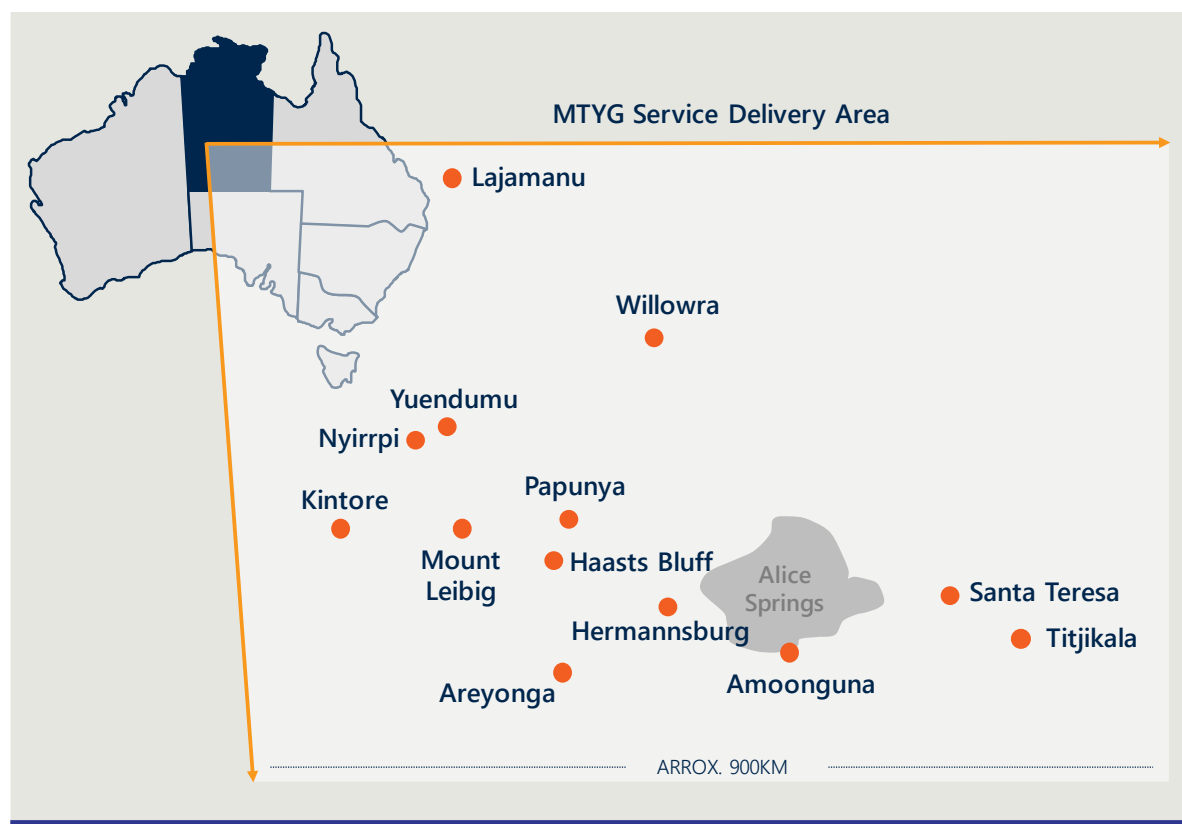 MTYG Service Delivery Area
Lajamanu
Willowra
Yuendumu
Nyirrpi
Papunya
Kintore
Mount
Leibig
Haasts Bluff
Alice
Springs
Santa Teresa
Hermannsburg
Titjikala
Amoonguna
Areyonga
ARROX. 900KM